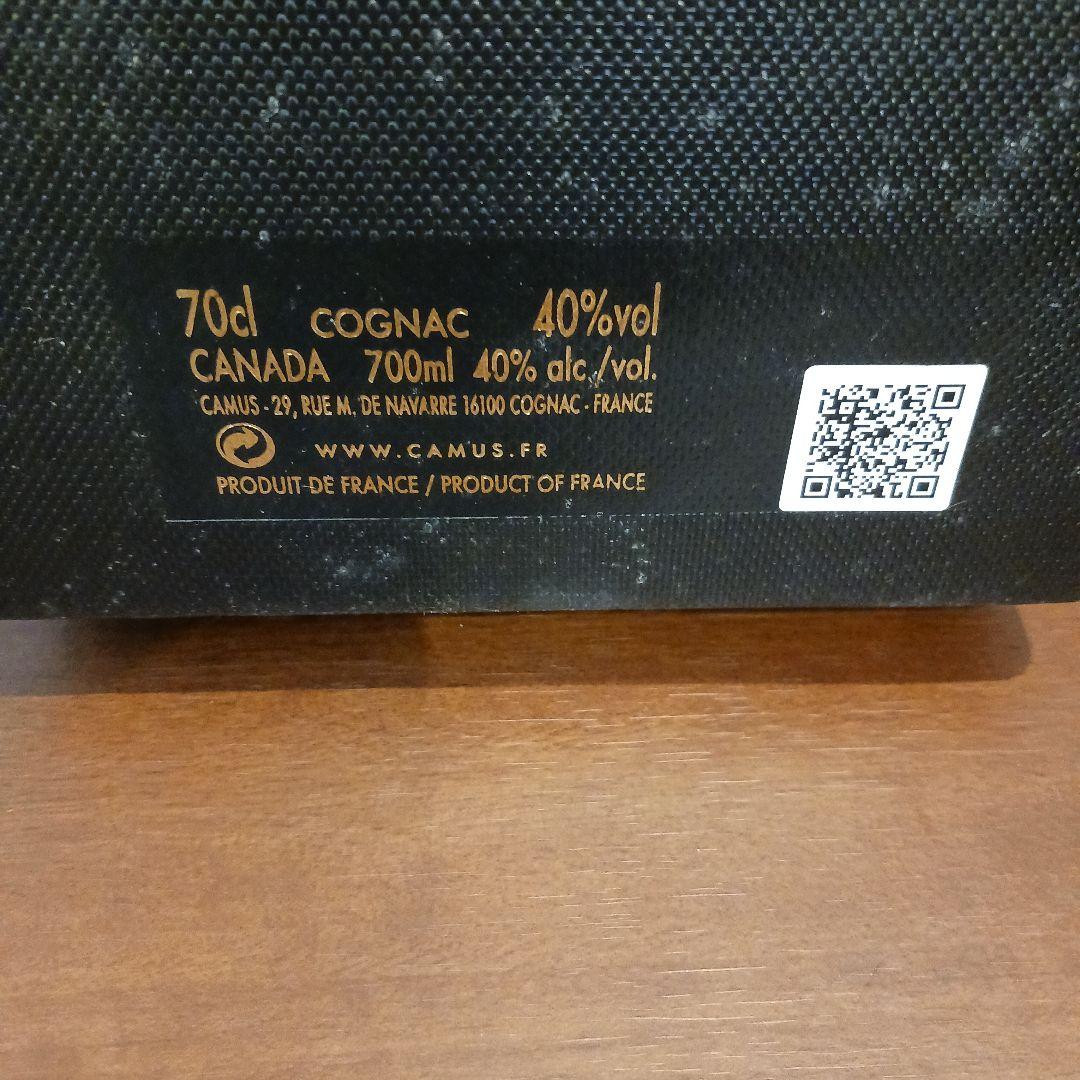 70cl COGNAC 40%vol
CANADA 700ml 40% alc./vol.
CAMUS - 29, RUE M. DE NAVARRE 16100 COGNAC - FRANCE
WWW.CAMUS.FR
PRODUIT DE FRANCE / PRODUCT OF FRANCE